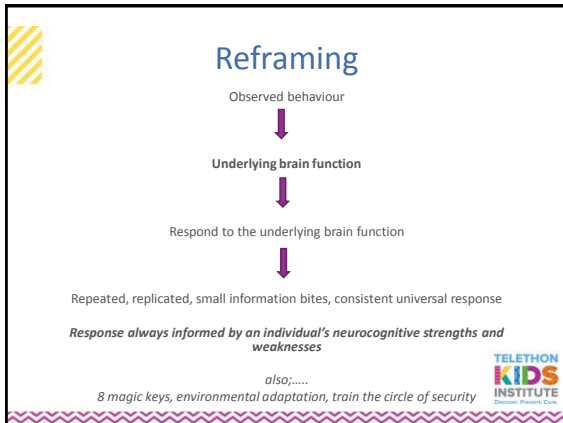 Reframing
Observed behaviour
Underlying brain function
Respond to the underlying brain function
Repeated, replicated, small information bites, consistent universal response
Response always informed by an individual's neurocognitive strengths and
weaknesses
also;.....
8 magic keys, environmental adaptation, train the circle of security
TELETHON
KIDS
INSTITUTE
Discover. Prevent. Cure.